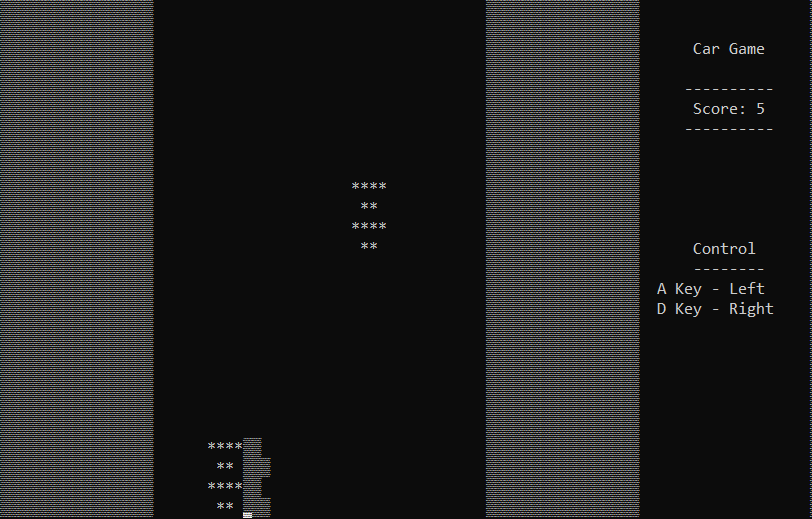 Car Game
----------
Score: 5
----------
****
**
****
**
Control
--------
A Key - Left
D Key - Right
****
**
****
**